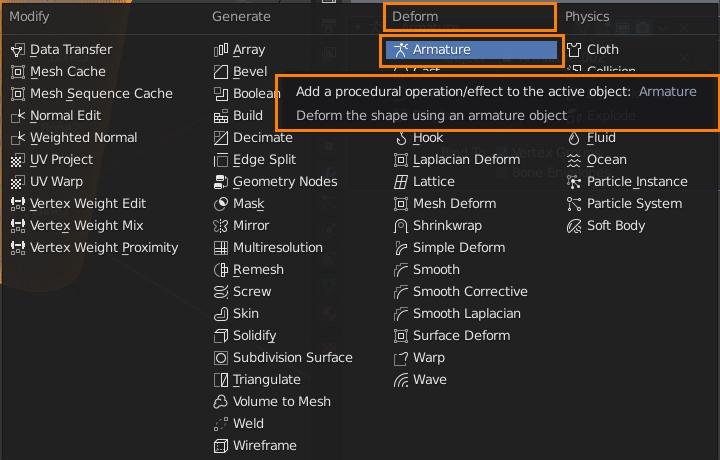 Modify
Data Transfer
Mesh Cache
Mesh Sequence Cache
Normal Edit
Weighted Normal
UV Project
UV Warp
Vertex Weight Edit
Vertex Weight Mix
Vertex Weight Proximity
Generate
Array
Bevel
Boolean
Build
Decimate
Edge Split
Geometry Nodes
Mask
Mirror
Multiresolution
Remesh
Screw
Skin
Solidify
Subdivision Surface
Triangulate
Volume to Mesh
Weld
Wireframe
Deform
Armature
Cast
Add a procedural operation/effect to the active object: Armature
Deform the shape using an armature object
Hook
Laplacian Deform
Lattice
Mesh Deform
Shrinkwrap
Simple Deform
Smooth
Smooth Corrective
Smooth Laplacian
Surface Deform
Warp
Wave
Physics
Cloth
Collision
Explode
Fluid
Ocean
Particle Instance
Particle System
Soft Body